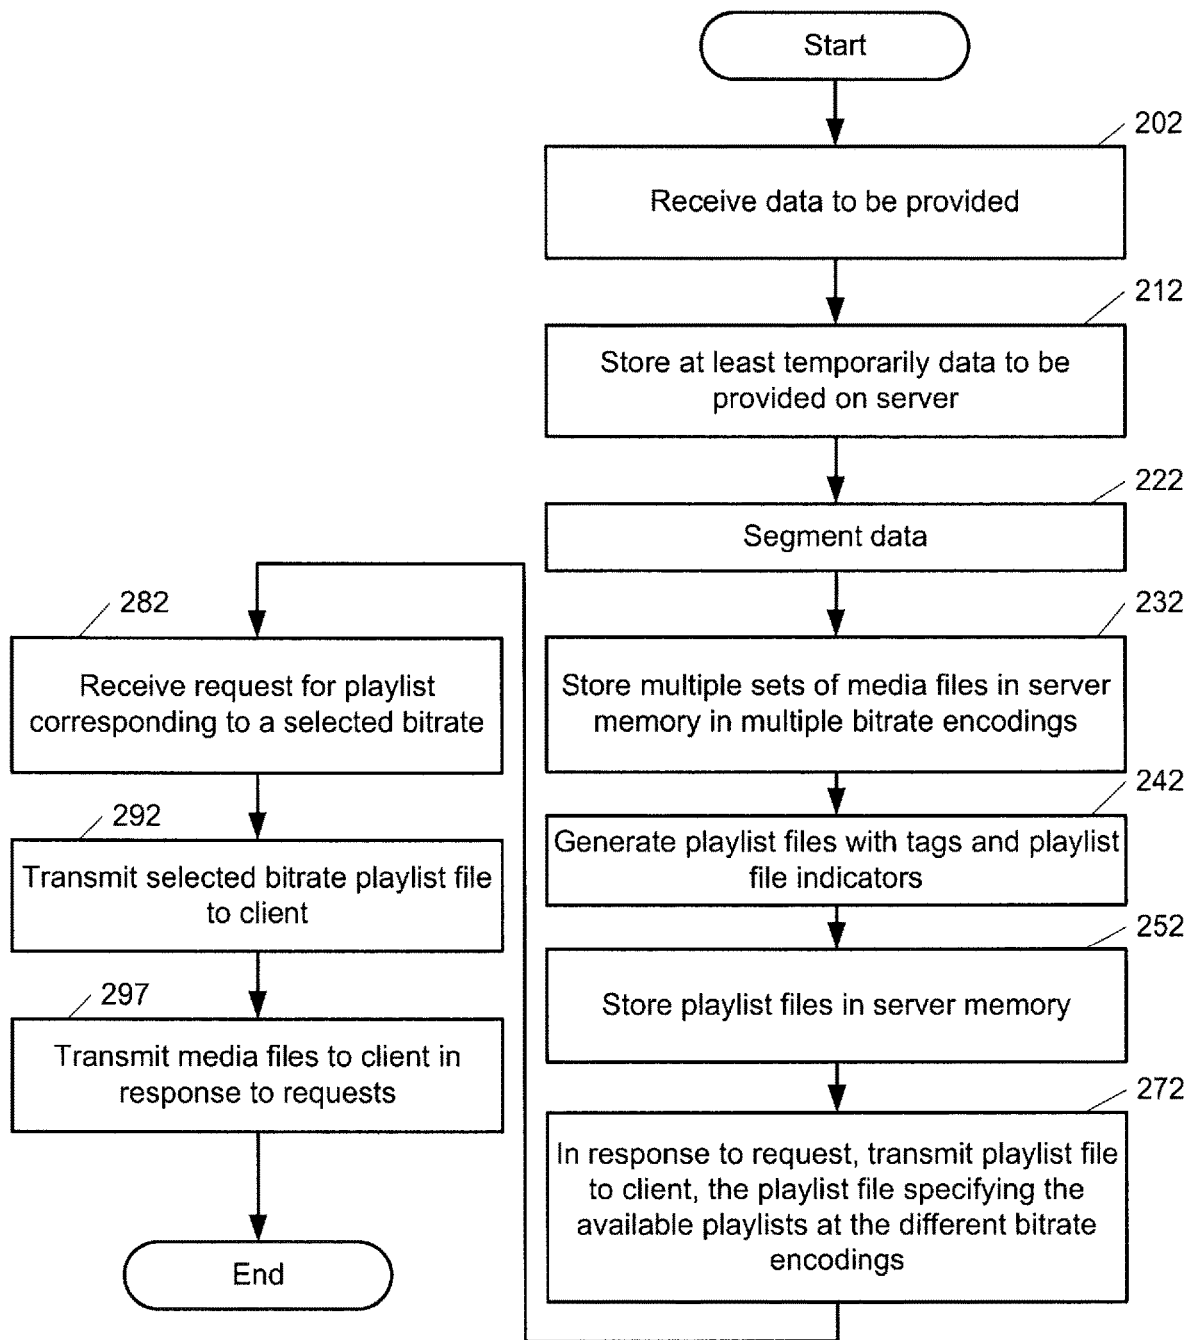 Start
202
Receive data to be provided
212
Store at least temporarily data to be
provided on server
222
Segment data
232
Store multiple sets of media files in server
memory in multiple bitrate encodings
242
Generate playlist files with tags and playlist
file indicators
252
Store playlist files in server memory
272
In response to request, transmit playlist file
to client, the playlist file specifying the
available playlists at the different bitrate
encodings
282
Receive request for playlist
corresponding to a selected bitrate
292
Transmit selected bitrate playlist file
to client
297
Transmit media files to client in
response to requests
End